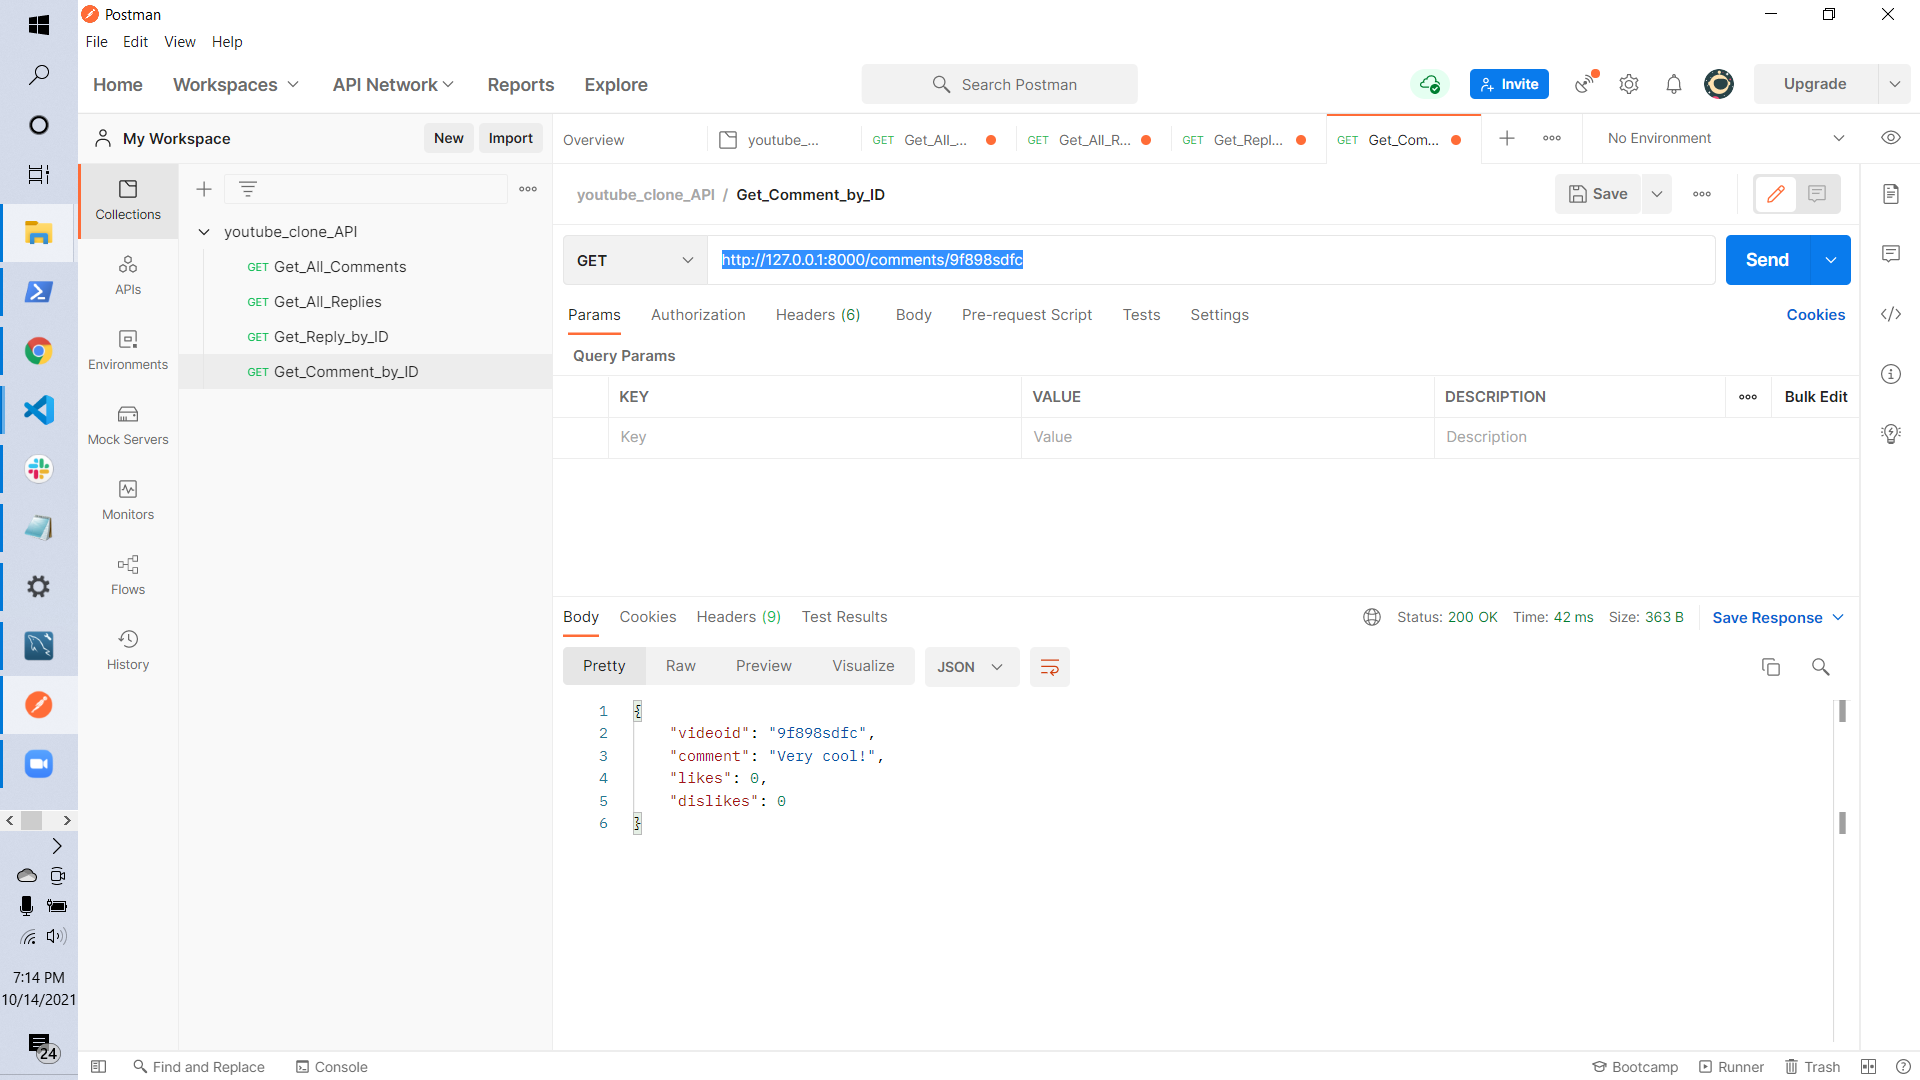 Postman
File Edit View Help
Home Workspaces API Network Reports Explore Search Postman Invite Upgrade
My Workspace New Import
Overview youtube_... GET Get_All_... GET Get_All_R... GET Get_Repl... GET Get_Com... No Environment
Collections
APIs
Environments
Mock Servers
Monitors
Flows
History
youtube_clone_API
GET Get_All_Comments
GET Get_All_Replies
GET Get_Reply_by_ID
GET Get_Comment_by_ID
youtube_clone_API / Get_Comment_by_ID Save
GET http://127.0.0.1:8000/comments/9f898sdfc Send
Params Authorization Headers (6) Body Pre-request Script Tests Settings Cookies
Query Params
KEY VALUE DESCRIPTION Bulk Edit
Key Value Description
Body Cookies Headers (9) Test Results Status: 200 OK Time: 42 ms Size: 363 B Save Response
Pretty Raw Preview Visualize JSON
1 {
2 "videoid": "9f898sdfc",
3 "comment": "Very cool!",
4 "likes": 0,
5 "dislikes": 0
6 }
7:14 PM
10/14/2021
24
Find and Replace Console Bootcamp Runner Trash